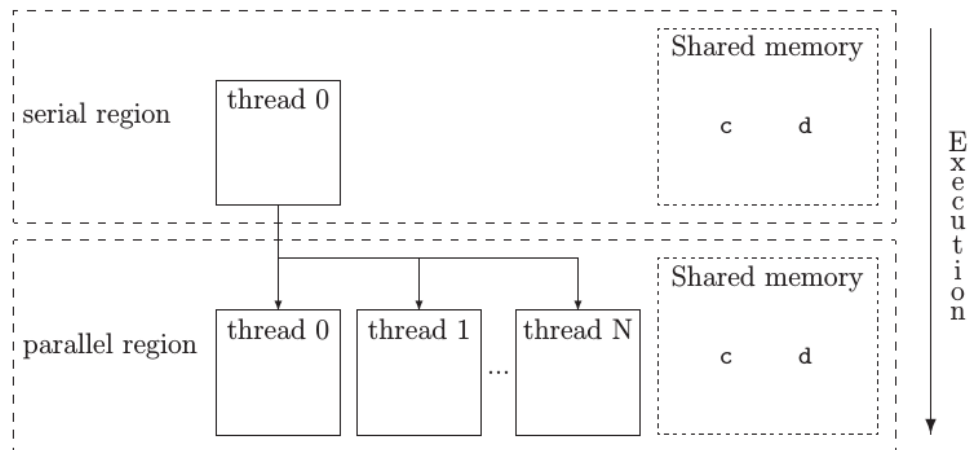 Shared memory
thread 0
serial region
c d
Execution
Shared memory
thread 0 thread 1 thread N
parallel region
...
c d